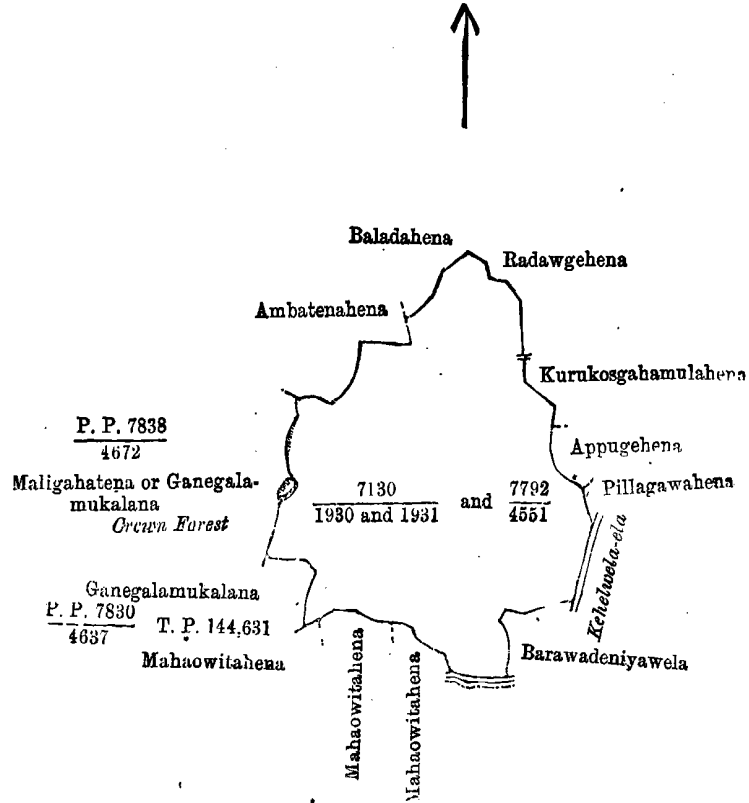 Baladahena
Radawgehena
Ambatenahena
Kurukosgahamulahena
P. P. 7838
4672
Appugehena
Maligahatena or Ganegala-
mukalana
Crown Forest
7130
1930 and 1931
and
7792
4551
Pillagawahena
Kehelwela-ela
Ganegalamukalana
P. P. 7830
4637
T. P. 144,631
Mahaowitahena
Mahaowitahena
Mahaowitahena
Barawadeniyawela